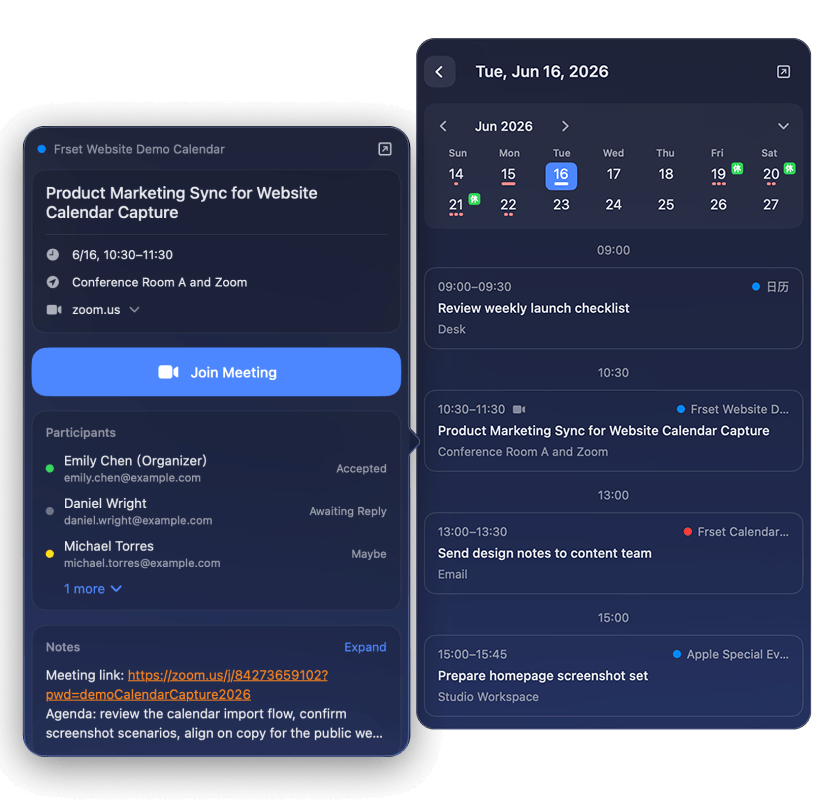 Frset Website Demo Calendar
Product Marketing Sync for Website
Calendar Capture
6/16, 10:30–11:30
Conference Room A and Zoom
zoom.us
Join Meeting
Participants
Emily Chen (Organizer)
Accepted
emily.chen@example.com
Daniel Wright
Awaiting Reply
daniel.wright@example.com
Michael Torres
Maybe
michael.torres@example.com
1 more
Notes
Expand
Meeting link: https://zoom.us/j/84273659102?
pwd=demoCalendarCapture2026
Agenda: review the calendar import flow, confirm
screenshot scenarios, align on copy for the public we...
Tue, Jun 16, 2026
Jun 2026
Sun Mon Tue Wed Thu Fri Sat
14 15 16 17 18 19 休 20 休
21 休 22 23 24 25 26 27
09:00
09:00–09:30 日历
Review weekly launch checklist
Desk
10:30
10:30–11:30 Frset Website D...
Product Marketing Sync for Website Calendar Capture
Conference Room A and Zoom
13:00
13:00–13:30 Frset Calendar...
Send design notes to content team
Email
15:00
15:00–15:45 Apple Special Ev...
Prepare homepage screenshot set
Studio Workspace